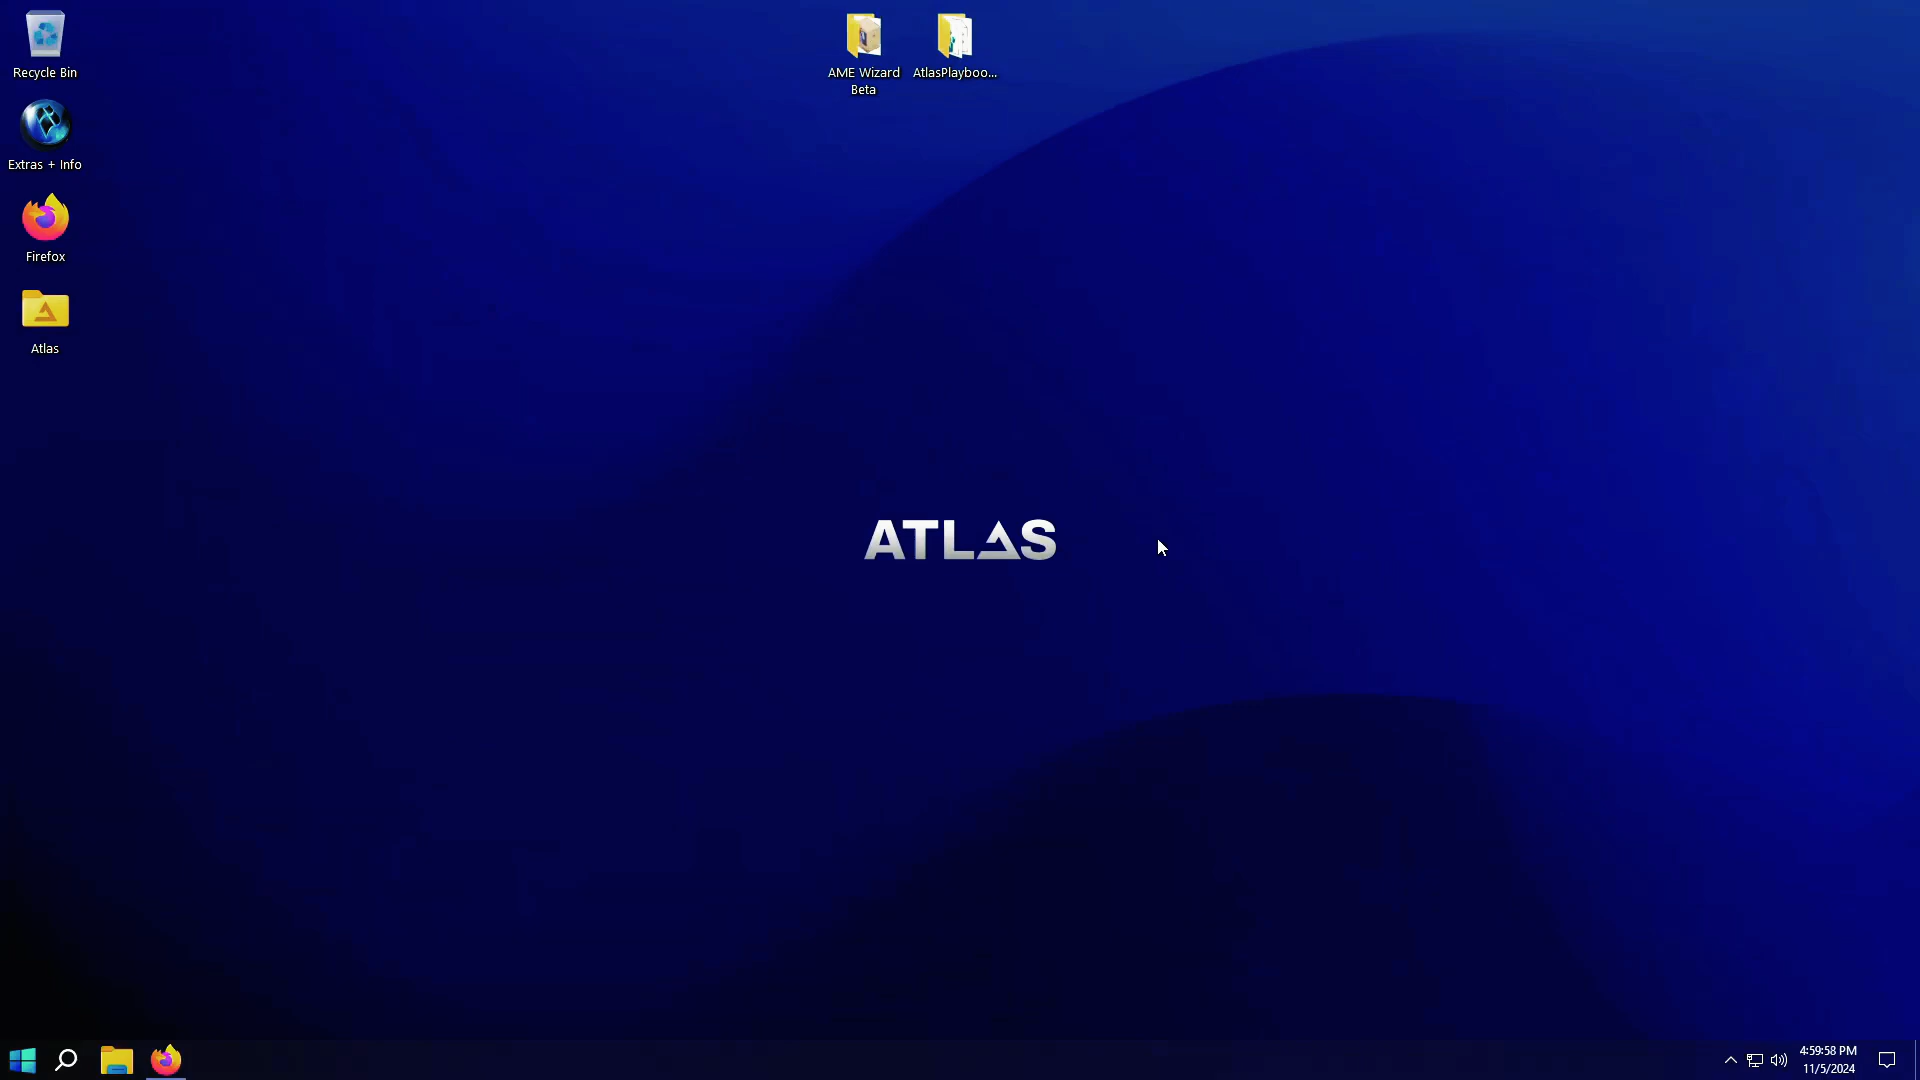 Recycle Bin
Extras + Info
Firefox
Atlas
AME Wizard
Beta
AtlasPlayboo...
ATLAS
4:59:58 PM
11/5/2024